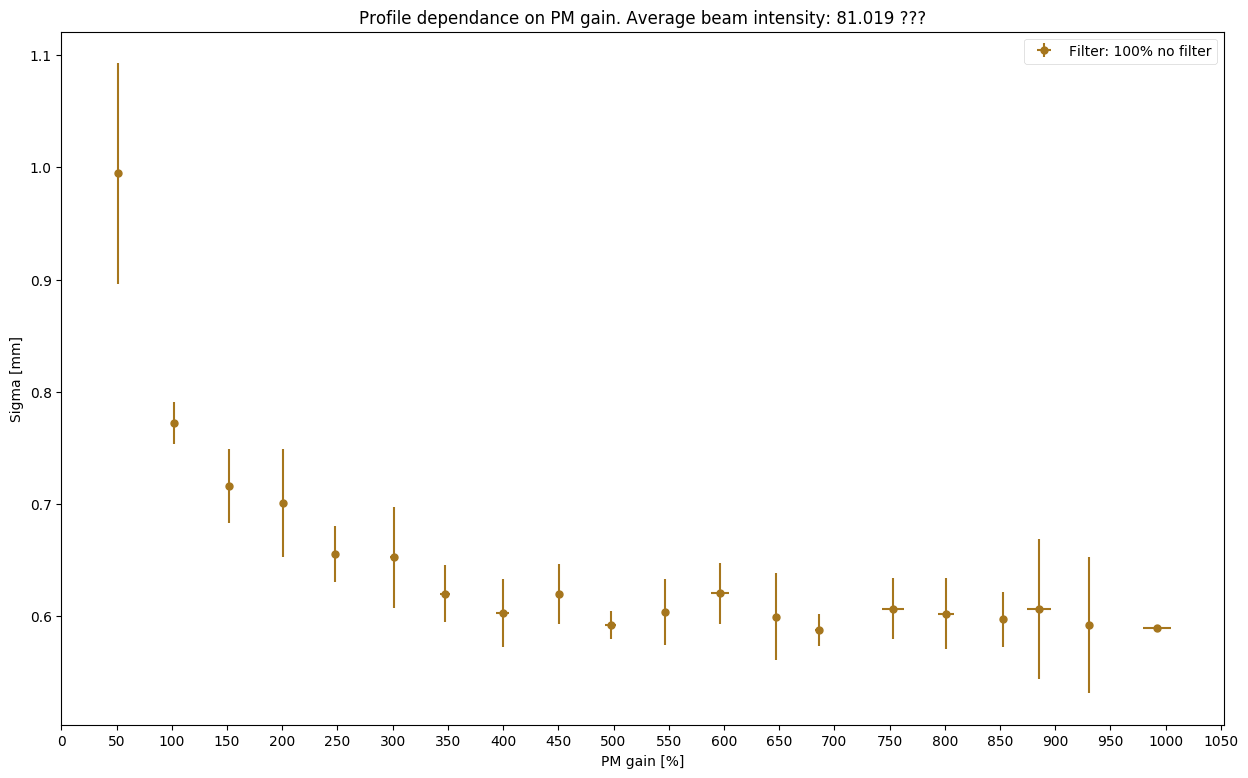 Profile dependance on PM gain. Average beam intensity: 81.019 ???
Filter: 100% no filter
1.1
1.0
0.9
0.8
0.7
0.6
Sigma [mm]
0 50 100 150 200 250 300 350 400 450 500 550 600 650 700 750 800 850 900 950 1000 1050
PM gain [%]